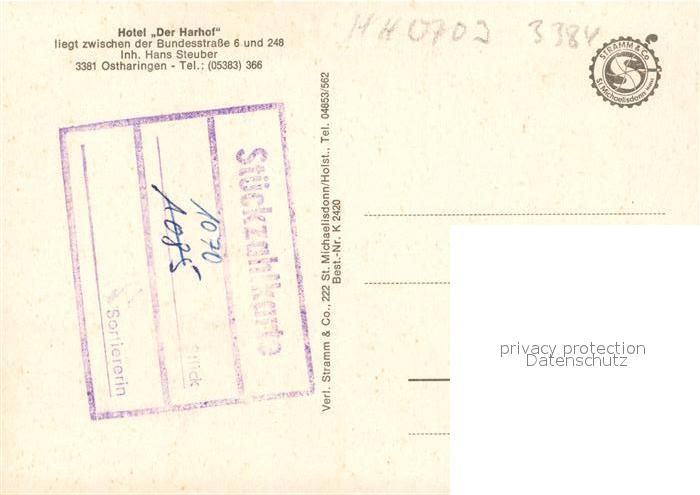 Hotel „Der Harhof"
liegt zwischen der Bundesstraße 6 und 248
Inh. Hans Steuber
3381 Ostharingen - Tel.: (05383) 366
3384
STRAMM & Co
St. Michaelisdonn
Stückzahlkarte
1070
1085
Stück
Sortiererin
Verl. Stramm & Co., 222 St. Michaelisdonn/Holst., Tel. 04853/562
Best.-Nr. K 2420
privacy protection
Datenschutz